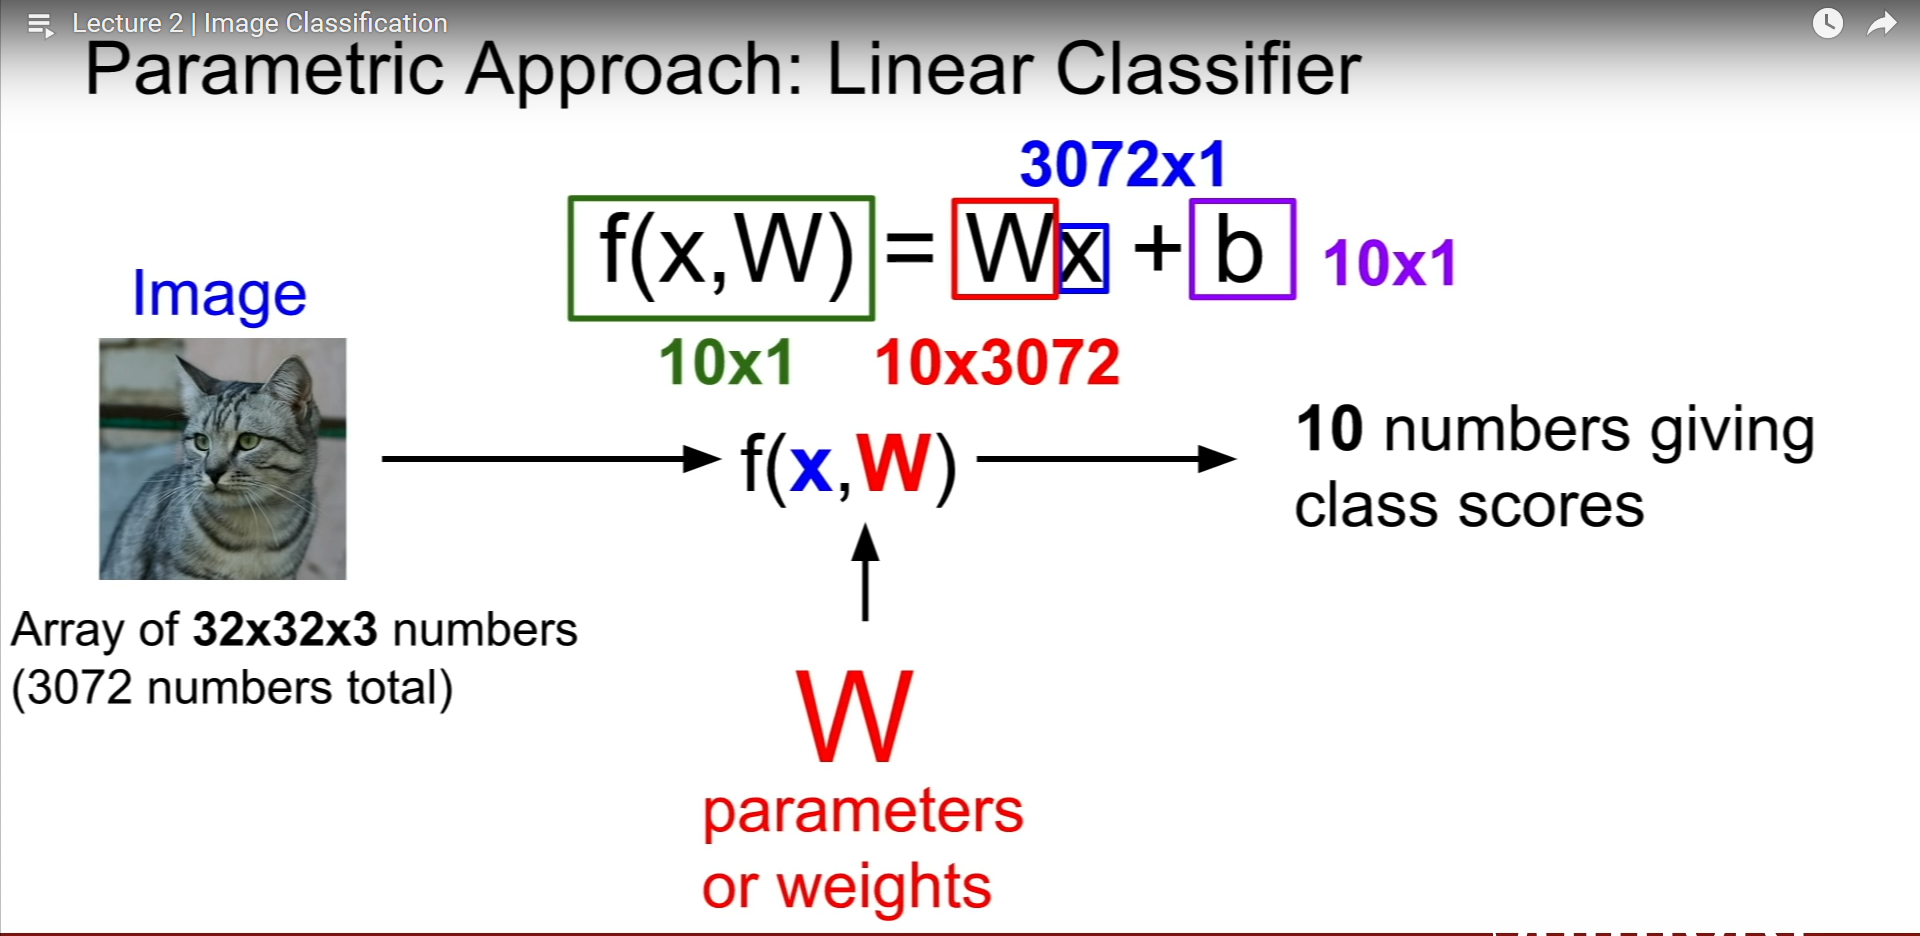 Lecture 2 | Image Classification
Parametric Approach: Linear Classifier
3072x1
f(x,W) = Wx + b 10x1
10x1 10x3072
Image
f(x,W)
10 numbers giving
class scores
Array of 32x32x3 numbers
(3072 numbers total)
W
parameters
or weights